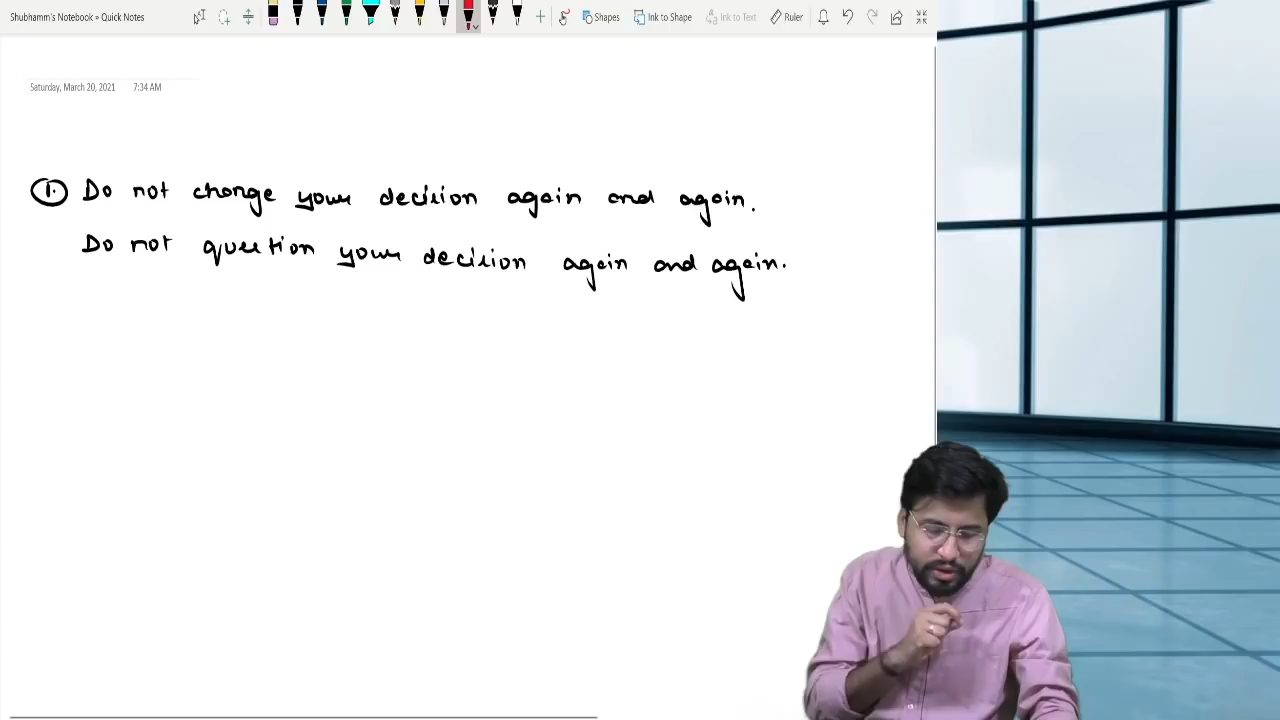 Shubhamm's Notebook » Quick Notes
Shapes Ink to Shape Ink to Text Ruler
Saturday, March 20, 2021 7:34 AM
1. Do not change your decision again and again.
Do not question your decision again and again.